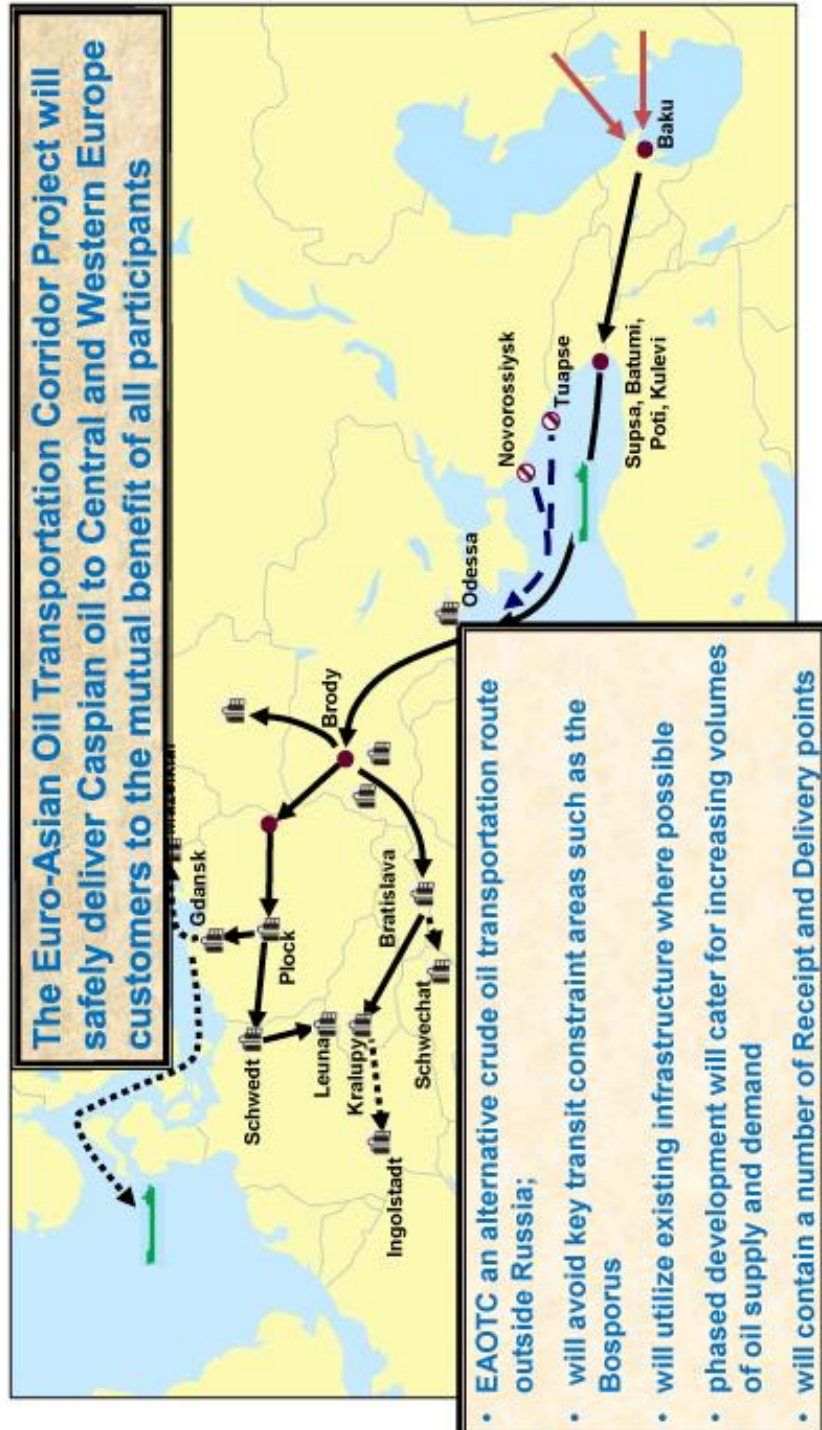 The Euro-Asian Oil Transportation Corridor Project will
safely deliver Caspian oil to Central and Western Europe
customers to the mutual benefit of all participants
Gdansk
Plock
Schwedt
Leuna
Kralupy
Ingolstadt
Schwechat
Bratislava
Brody
Odessa
Novorossiysk
Tuapse
Supsa, Batumi,
Poti, Kulevi
Baku
• EAOTC an alternative crude oil transportation route
outside Russia;
• will avoid key transit constraint areas such as the
Bosporus
• will utilize existing infrastructure where possible
• phased development will cater for increasing volumes
of oil supply and demand
• will contain a number of Receipt and Delivery points